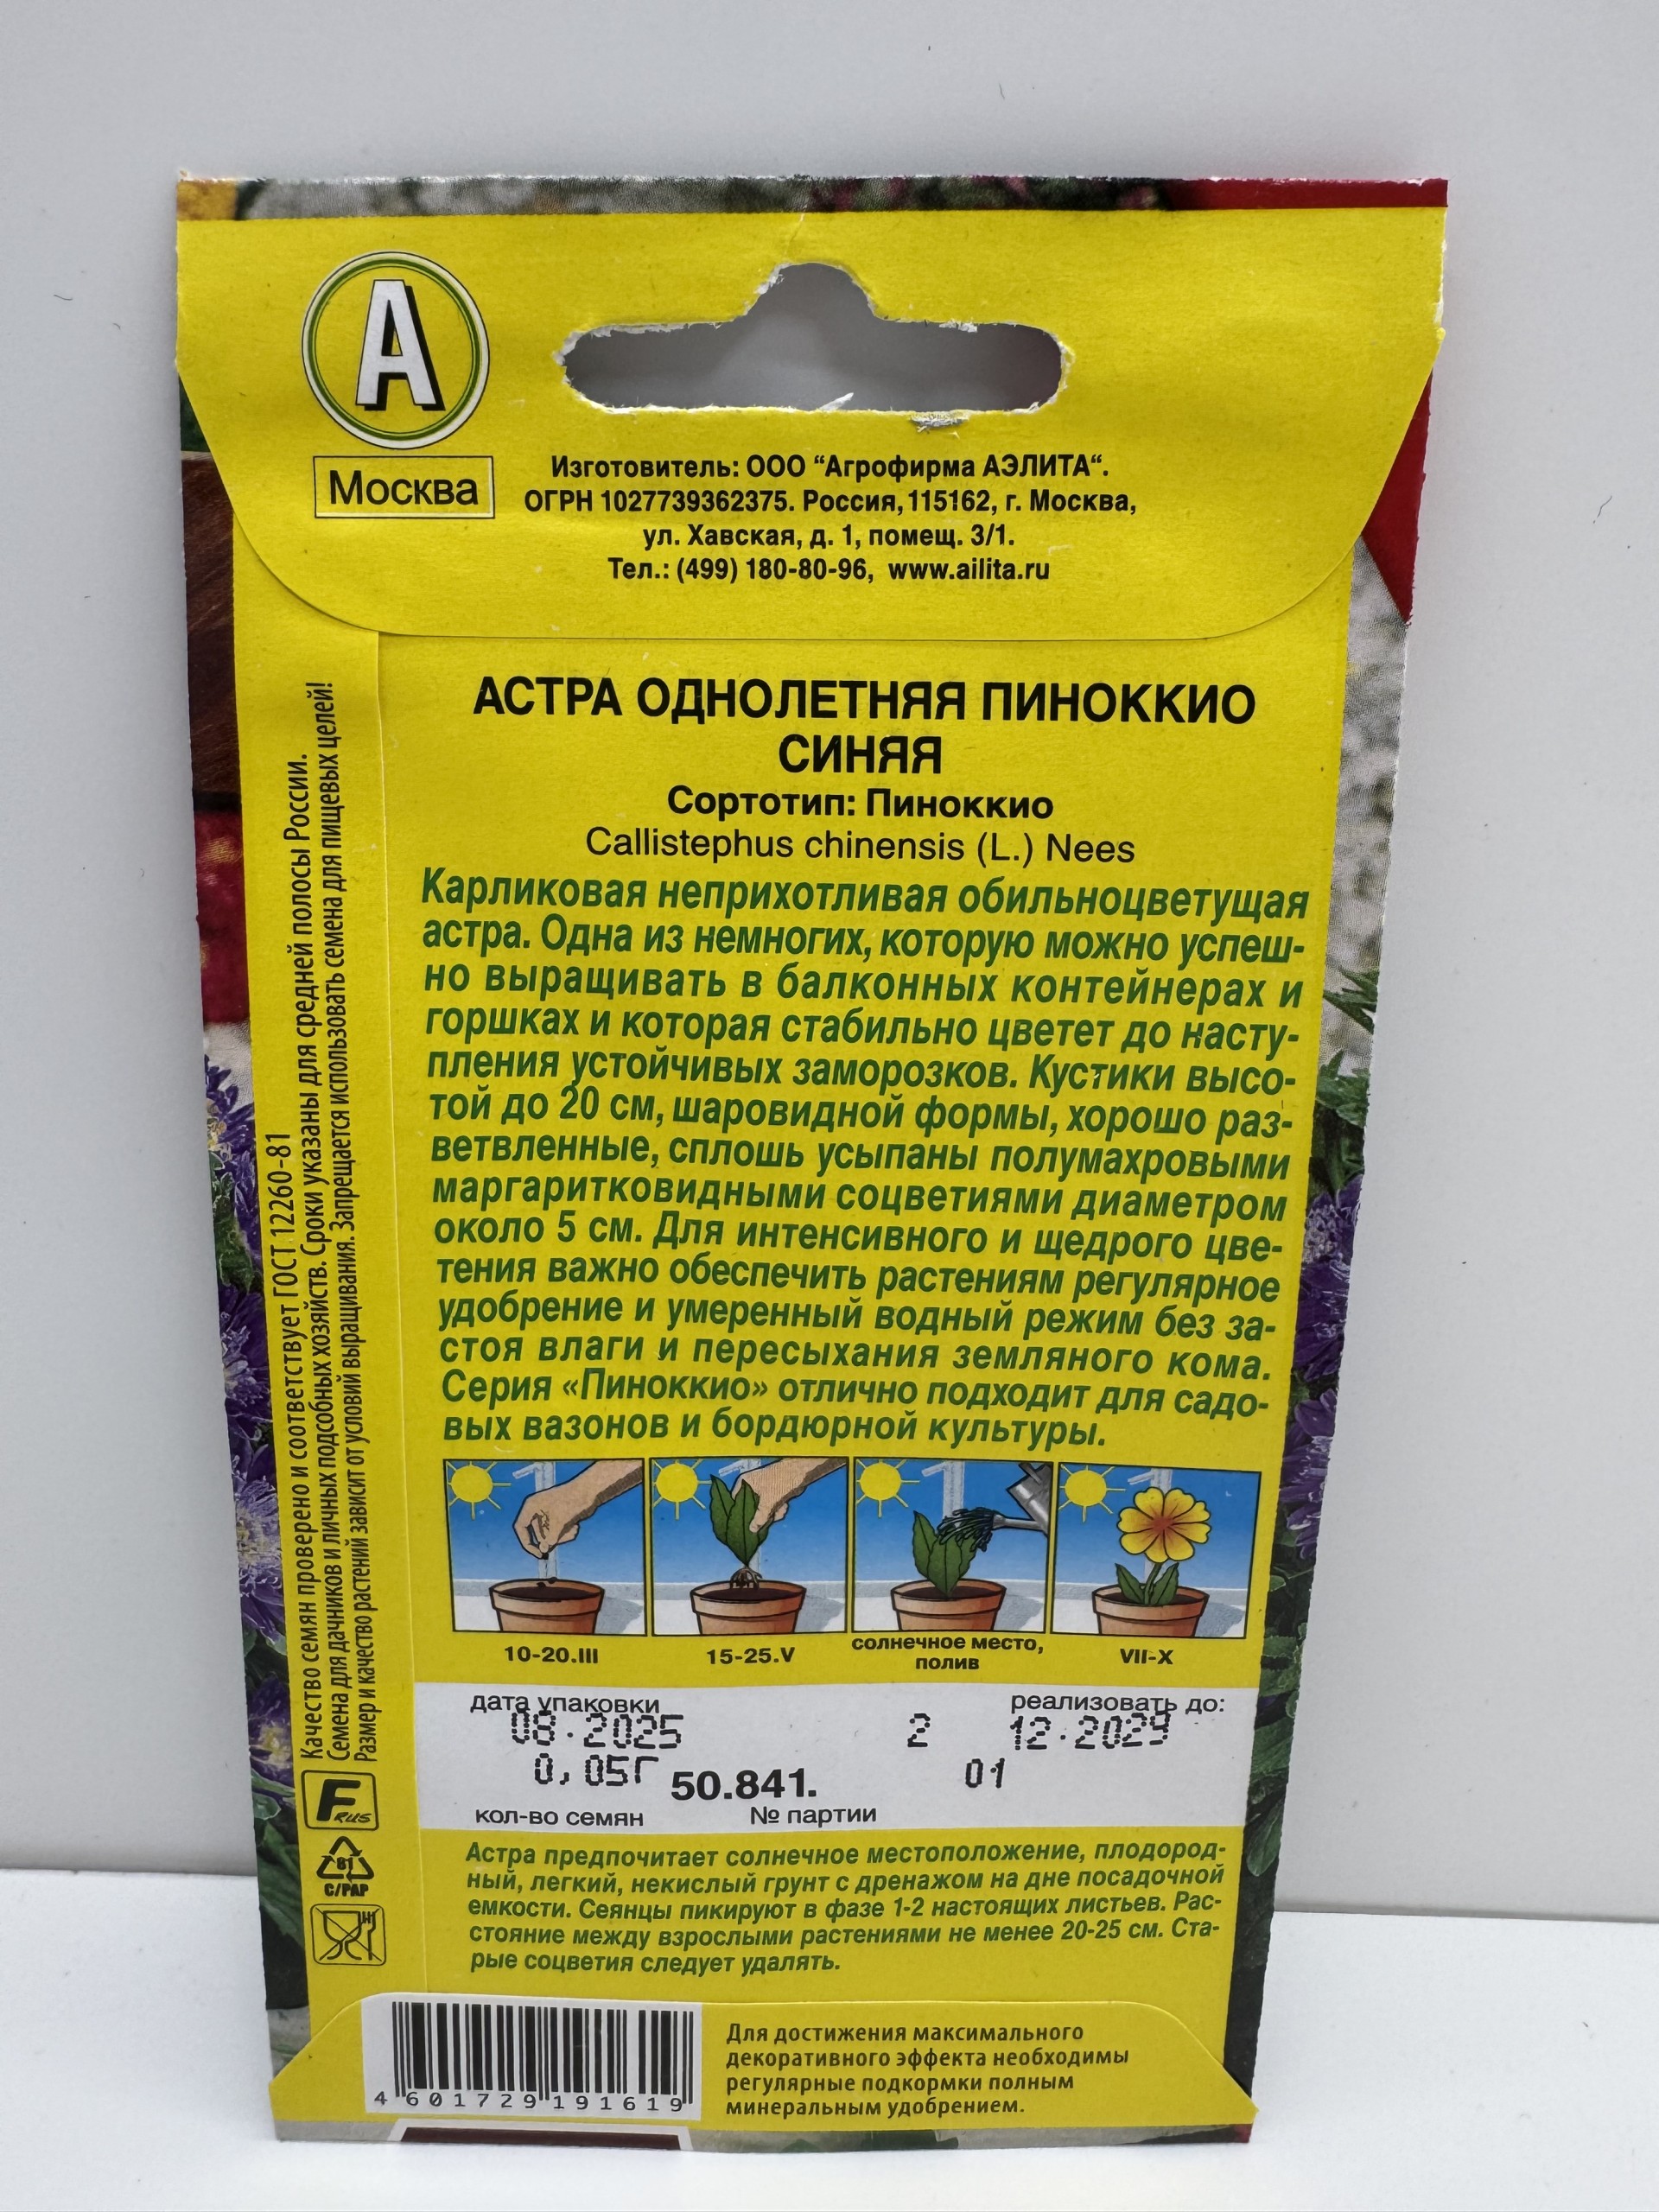 А
Москва
Изготовитель: ООО “Агрофирма АЭЛИТА“.
ОГРН 1027739362375. Россия, 115162, г. Москва,
ул. Хавская, д. 1, помещ. 3/1.
Тел.: (499) 180-80-96, www.ailita.ru
АСТРА ОДНОЛЕТНЯЯ ПИНОККИО
СИНЯЯ
Сортотип: Пиноккио
Callistephus chinensis (L.) Nees
Карликовая неприхотливая обильноцветущая
астра. Одна из немногих, которую можно успеш-
но выращивать в балконных контейнерах и
горшках и которая стабильно цветет до насту-
пления устойчивых заморозков. Кустики высо-
той до 20 см, шаровидной формы, хорошо раз-
ветвленные, сплошь усыпаны полумахровыми
маргаритковидными соцветиями диаметром
около 5 см. Для интенсивного и щедрого цве-
тения важно обеспечить растениям регулярное
удобрение и умеренный водный режим без за-
стоя влаги и пересыхания земляного кома.
Серия «Пиноккио» отлично подходит для садо-
вых вазонов и бордюрной культуры.
10-20.III
15-25.V
солнечное место,
полив
VII-X
дата упаковки
реализовать до:
08.2025
2
12.2029
0,05Г
50.841.
01
кол-во семян
№ партии
Астра предпочитает солнечное местоположение, плодород-
ный, легкий, некислый грунт с дренажом на дне посадочной
емкости. Сеянцы пикируют в фазе 1-2 настоящих листьев. Рас-
стояние между взрослыми растениями не менее 20-25 см. Ста-
рые соцветия следует удалять.
Качество семян проверено и соответствует ГОСТ 12260-81
Семена для дачников и личных подсобных хозяйств. Сроки указаны для средней полосы России.
Размер и качество растений зависит от условий выращивания. Запрещается использовать семена для пищевых целей!
F RUS
81
C/PAP
4 601729 191619
Для достижения максимального
декоративного эффекта необходимы
регулярные подкормки полным
минеральным удобрением.